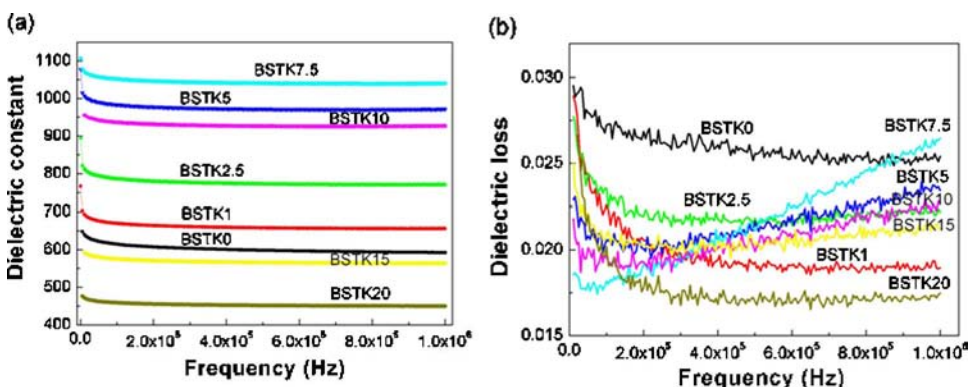 (a)
Dielectric constant
1100
1000
900
800
700
600
500
400
BSTK7.5
BSTK5
BSTK10
BSTK2.5
BSTK1
BSTK0
BSTK15
BSTK20
0.0 2.0x10⁵ 4.0x10⁵ 6.0x10⁵ 8.0x10⁵ 1.0x10⁶
Frequency (Hz)
(b)
Dielectric loss
0.030
0.025
0.020
0.015
BSTK0
BSTK7.5
BSTK5
BSTK2.5
BSTK10
BSTK15
BSTK1
BSTK20
0.0 2.0x10⁵ 4.0x10⁵ 6.0x10⁵ 8.0x10⁵ 1.0x10⁶
Frequency (Hz)